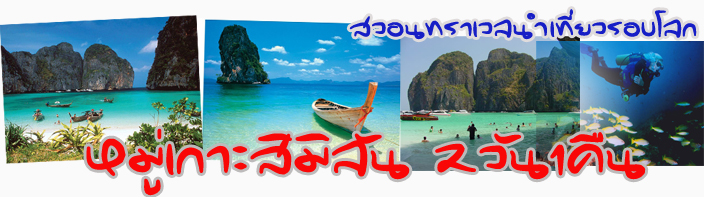 สวอนทราเวลนำเที่ยวรอบโลก
หมู่เกาะสิมิลัน 2วัน1คืน